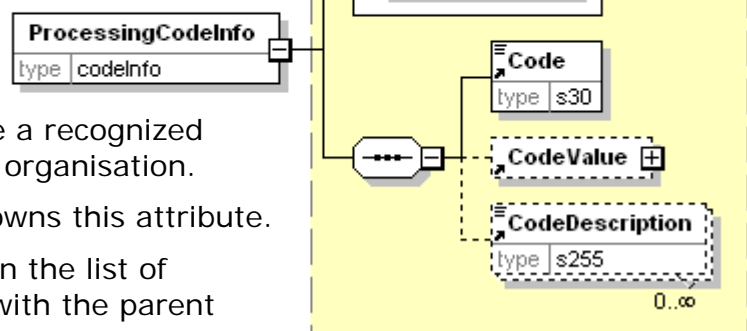 ProcessingCodeInfo
type codeInfo
e a recognized
organisation.
owns this attribute.
n the list of
with the parent
Code
type s30
CodeValue
CodeDescription
type s255
0..∞